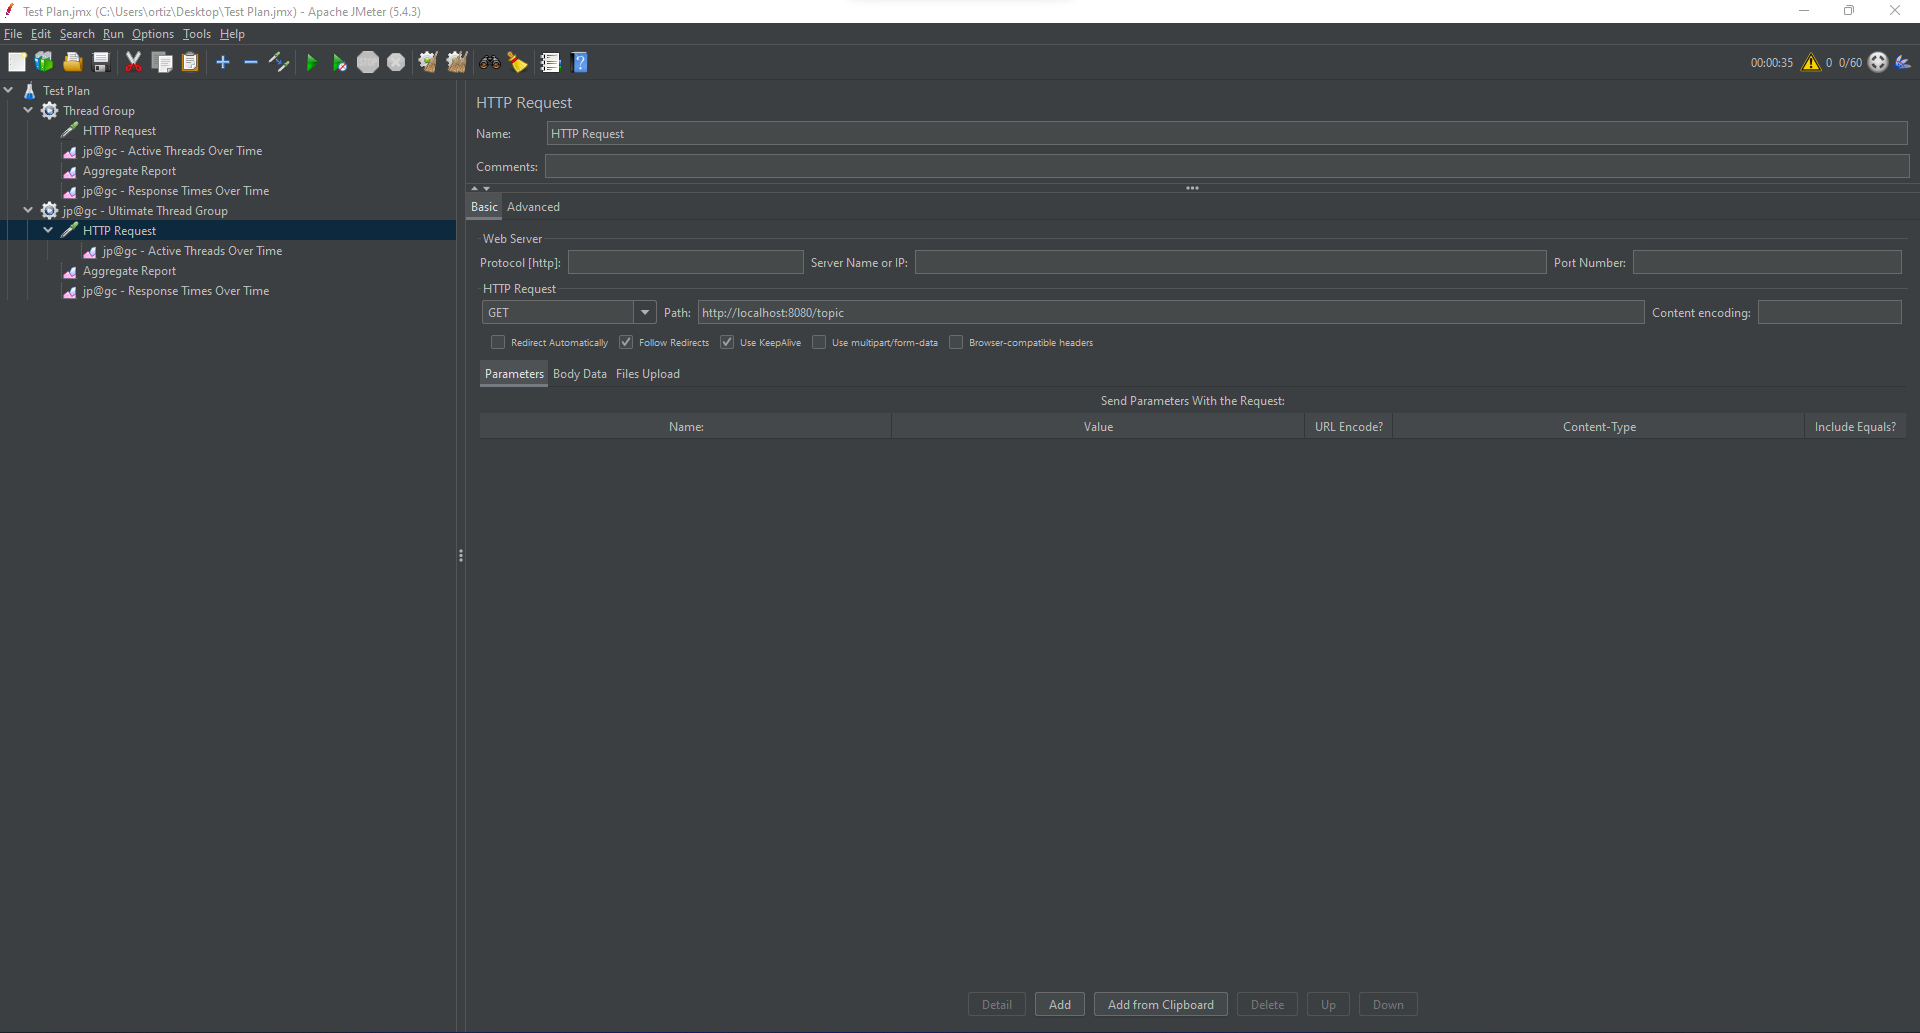 Test Plan.jmx (C:\Users\ortiz\Desktop\Test Plan.jmx) - Apache JMeter (5.4.3)
File Edit Search Run Options Tools Help
STOP 00:00:35 0 0/60
Test Plan
Thread Group
HTTP Request
jp@gc - Active Threads Over Time
Aggregate Report
jp@gc - Response Times Over Time
jp@gc - Ultimate Thread Group
HTTP Request
jp@gc - Active Threads Over Time
Aggregate Report
jp@gc - Response Times Over Time
HTTP Request
Name: HTTP Request
Comments:
Basic Advanced
Web Server
Protocol [http]: Server Name or IP: Port Number:
HTTP Request
GET Path: http://localhost:8080/topic Content encoding:
Redirect Automatically Follow Redirects Use KeepAlive Use multipart/form-data Browser-compatible headers
Parameters Body Data Files Upload
Send Parameters With the Request:
Name: Value URL Encode? Content-Type Include Equals?
Detail Add Add from Clipboard Delete Up Down